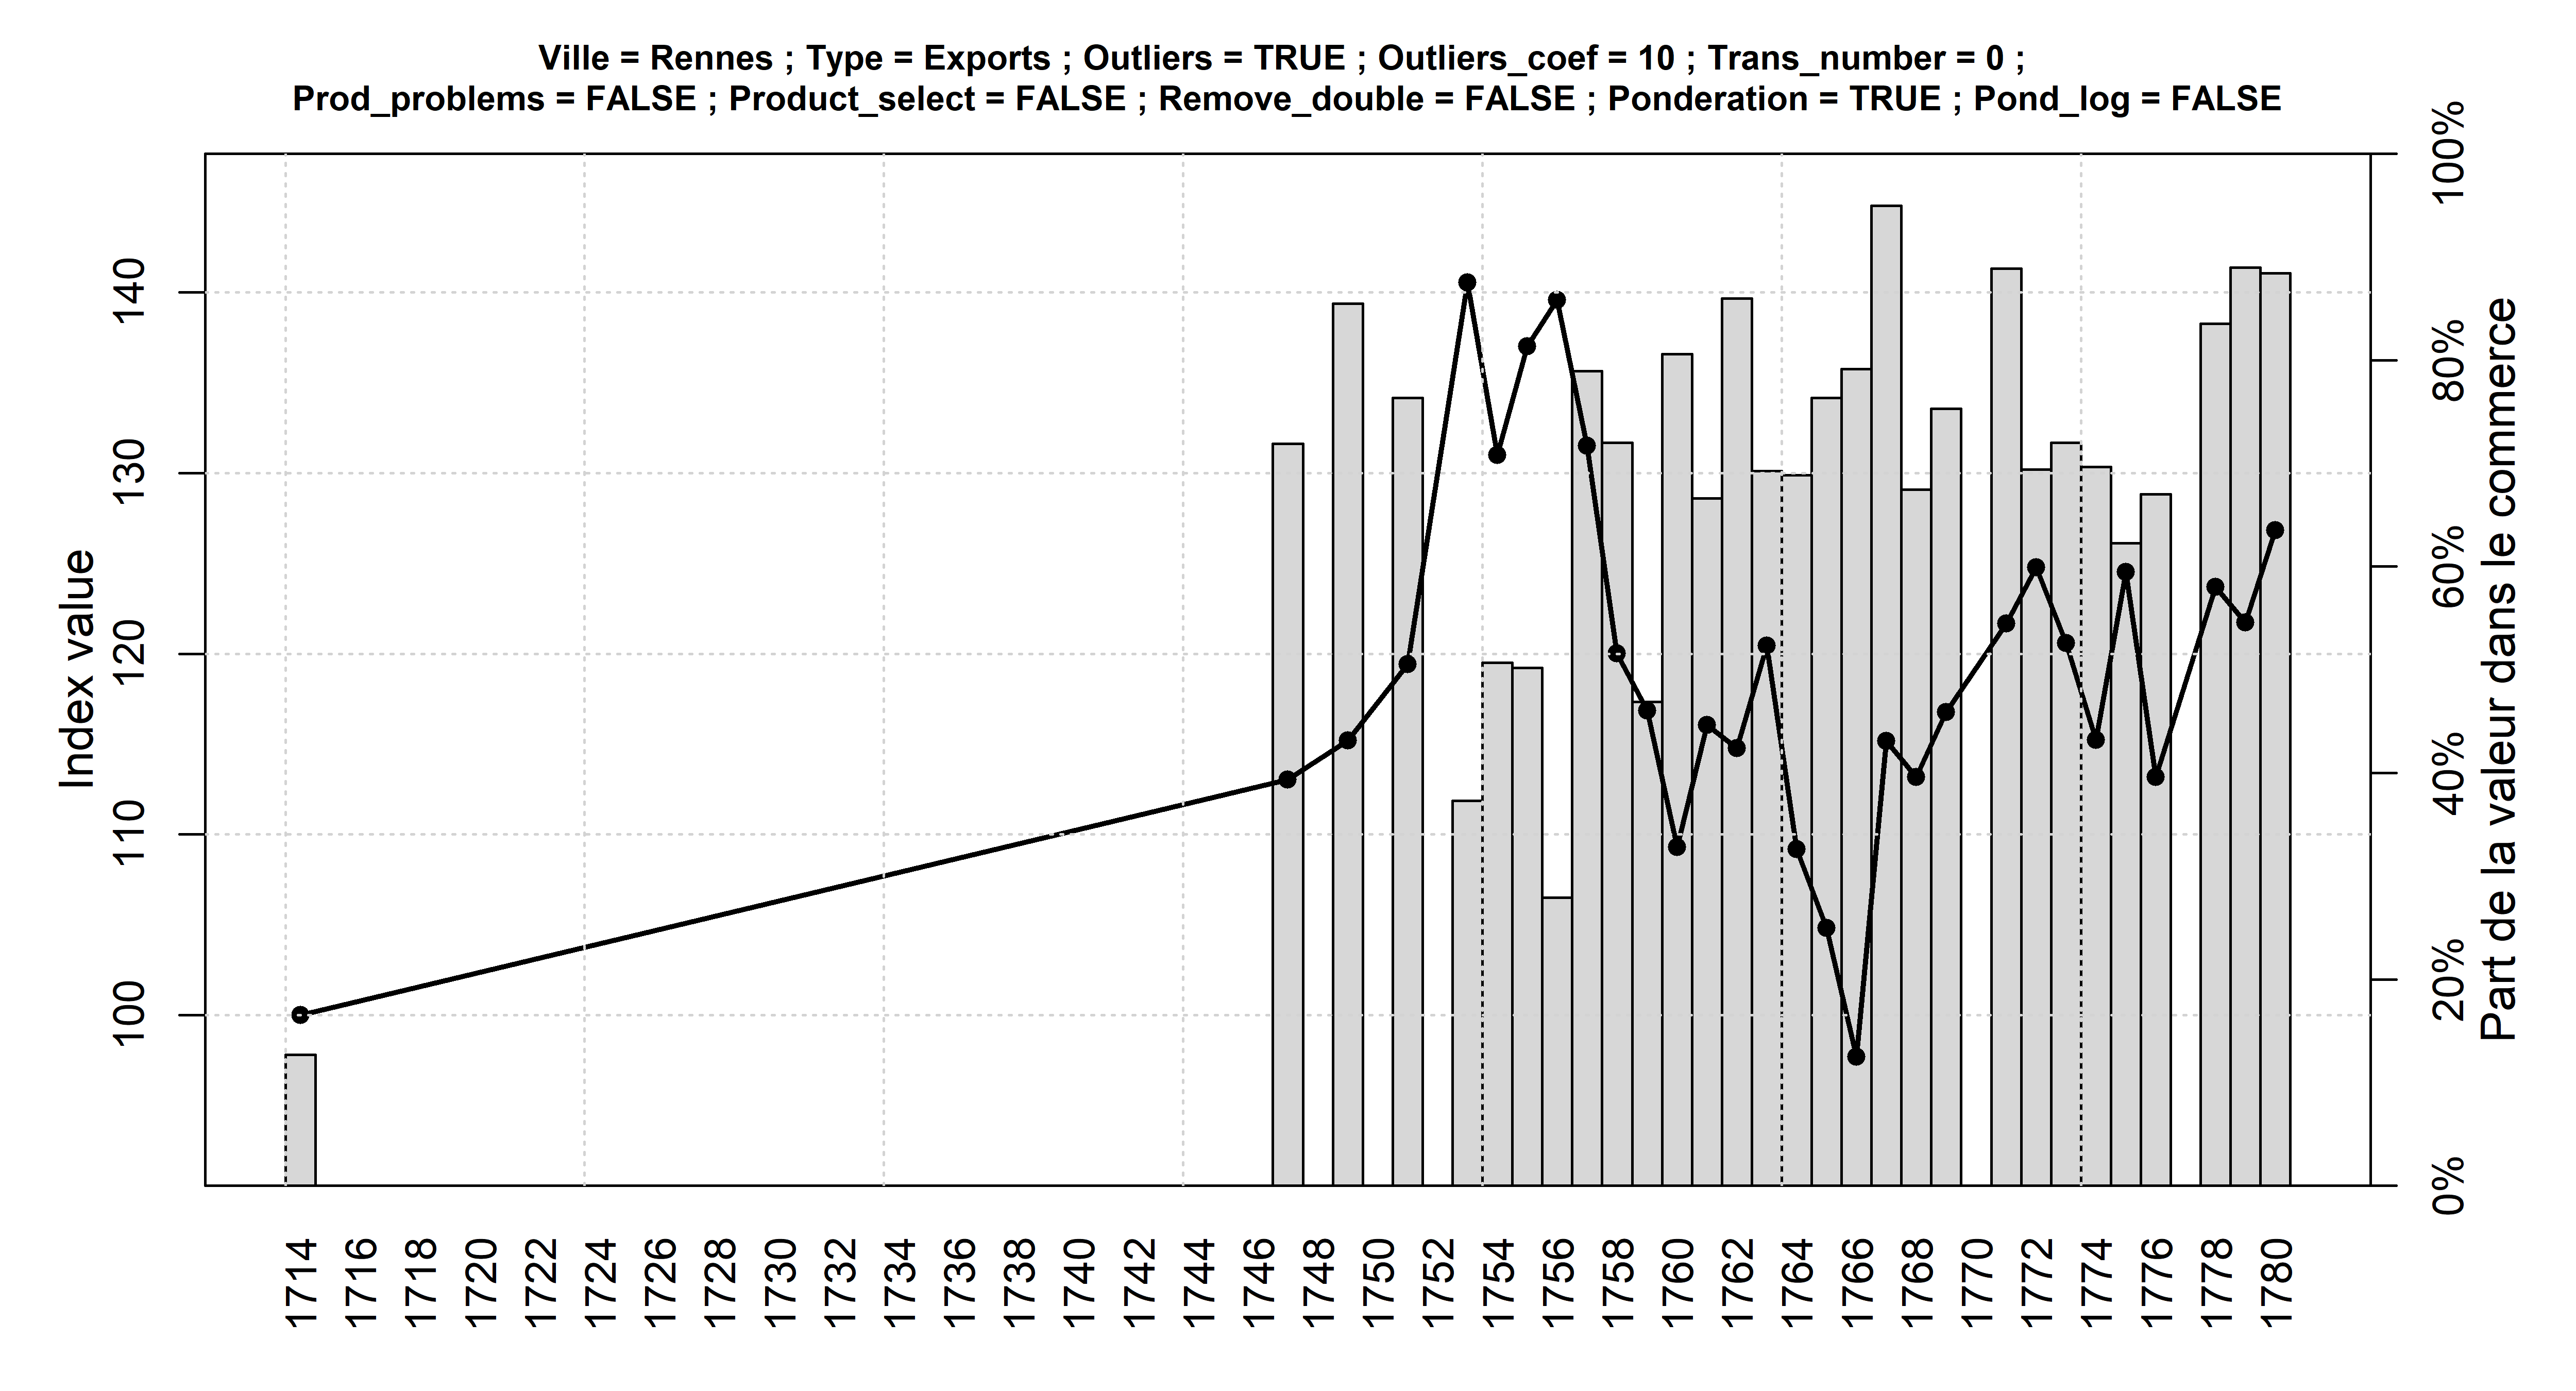 Ville = Rennes ; Type = Exports ; Outliers = TRUE ; Outliers_coef = 10 ; Trans_number = 0 ;
Prod_problems = FALSE ; Product_select = FALSE ; Remove_double = FALSE ; Ponderation = TRUE ; Pond_log = FALSE
Index value
140
130
120
110
100
100%
80%
60%
40%
20%
0%
Part de la valeur dans le commerce
1714 1716 1718 1720 1722 1724 1726 1728 1730 1732 1734 1736 1738 1740 1742 1744 1746 1748 1750 1752 1754 1756 1758 1760 1762 1764 1766 1768 1770 1772 1774 1776 1778 1780